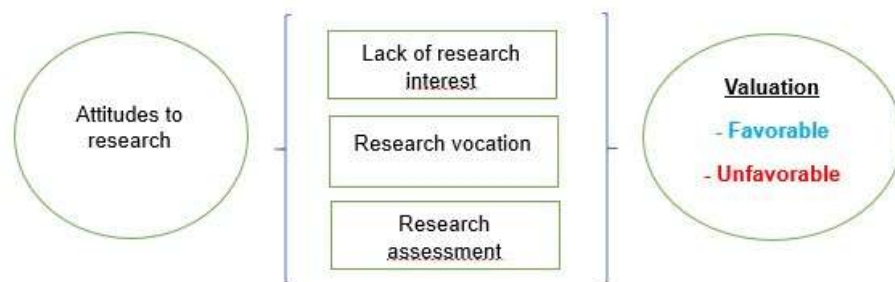 Attitudes to
research
Lack of research
interest
Research vocation
Research
assessment
Valuation
- Favorable
- Unfavorable